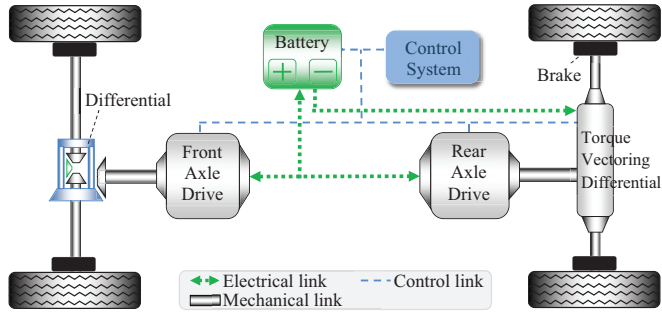 Battery
+ −
Control
System
Brake
Differential
Front
Axle
Drive
Rear
Axle
Drive
Torque
Vectoring
Differential
Electrical link
Control link
Mechanical link